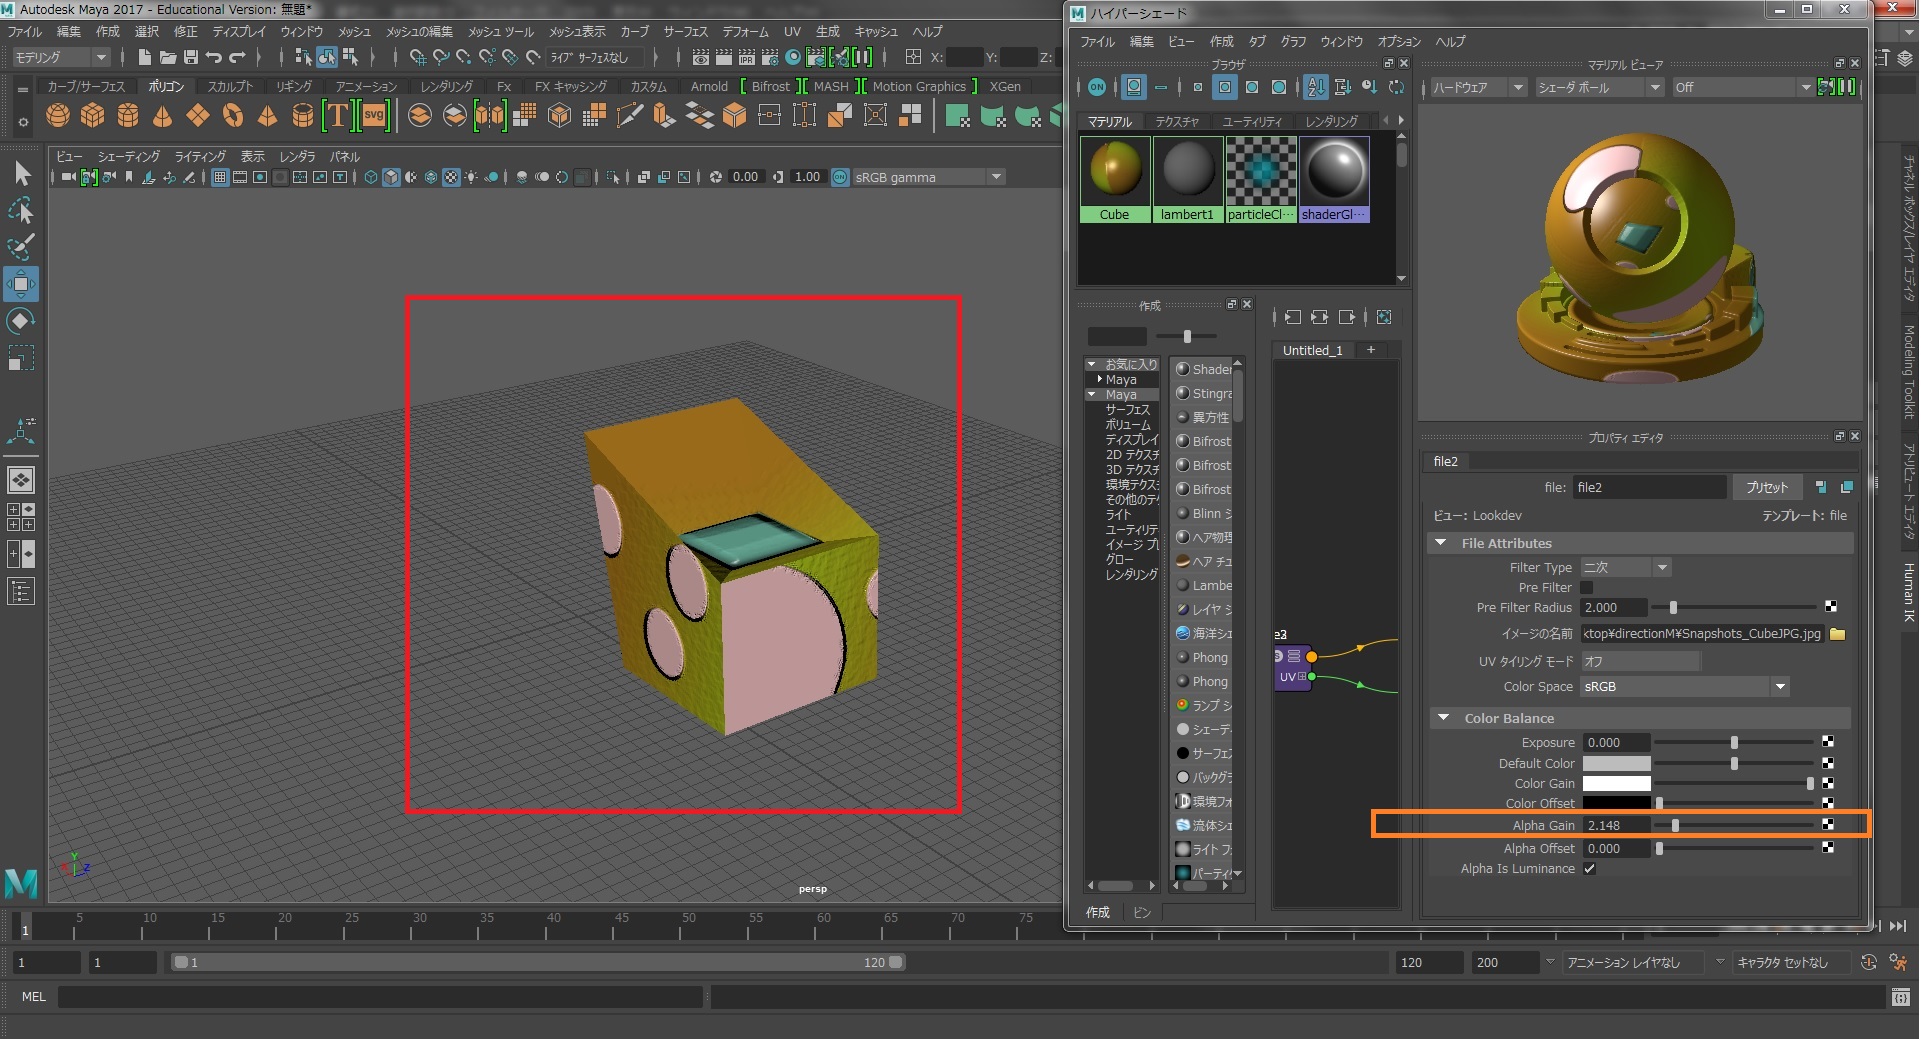 Autodesk Maya 2017 - Educational Version: 無題*
ファイル 編集 作成 選択 修正 ディスプレイ ウィンドウ メッシュ メッシュの編集 メッシュ ツール メッシュ表示 カーブ サーフェス デフォーム UV 生成 キャッシュ ヘルプ
モデリング ライブ サーフェスなし X: Y: Z:
カーブ/サーフェス ポリゴン スカルプト リギング アニメーション レンダリング Fx FX キャッシング カスタム Arnold Bifrost MASH Motion Graphics XGen
ビュー シェーディング ライティング 表示 レンダラ パネル
0.00 1.00 ON sRGB gamma
persp
ハイパーシェード
ファイル 編集 ビュー 作成 タブ グラフ ウィンドウ オプション ヘルプ
ブラウザ
ON
マテリアル テクスチャ ユーティリティ レンダリング
Cube lambert1 particleCl··· shaderGl···
作成
お気に入り
Maya
Maya
サーフェス
ボリューム
ディスプレイ
2D テクスチ
3D テクスチ
環境テクス
その他のテ
ライト
ユーティリテ
イメージ プ
グロー
レンダリング
Shader
Stingra
異方性
Bifrost
Bifrost
Bifrost
Blinn シ
ヘア物理
ヘア チュ
Lambe
レイヤ シ
海洋シェ
Phong
Phong
ランプ シ
シェーデ
サーフェス
バックグラ
環境フォ
流体シェ
ライト フ
パーティ
作成 ビン
Untitled_1 +
e2
UV
マテリアル ビューア
ハードウェア シェーダ ボール Off
プロパティ エディタ
file2
file: file2 プリセット
ビュー: Lookdev テンプレート: file
File Attributes
Filter Type 二次
Pre Filter
Pre Filter Radius 2.000
イメージの名前 ktop¥directionM¥Snapshots_CubeJPG.jpg
UV タイリング モード オフ
Color Space sRGB
Color Balance
Exposure 0.000
Default Color
Color Gain
Color Offset
Alpha Gain 2.148
Alpha Offset 0.000
Alpha Is Luminance
チャネル ボックス/レイヤ エディタ
Modeling Toolkit
アトリビュート エディタ
Human IK
1 5 10 15 20 25 30 35 40 45 50 55 60 65 70 75
1 1 1 120 120 200 アニメーション レイヤなし キャラクタ セットなし
MEL